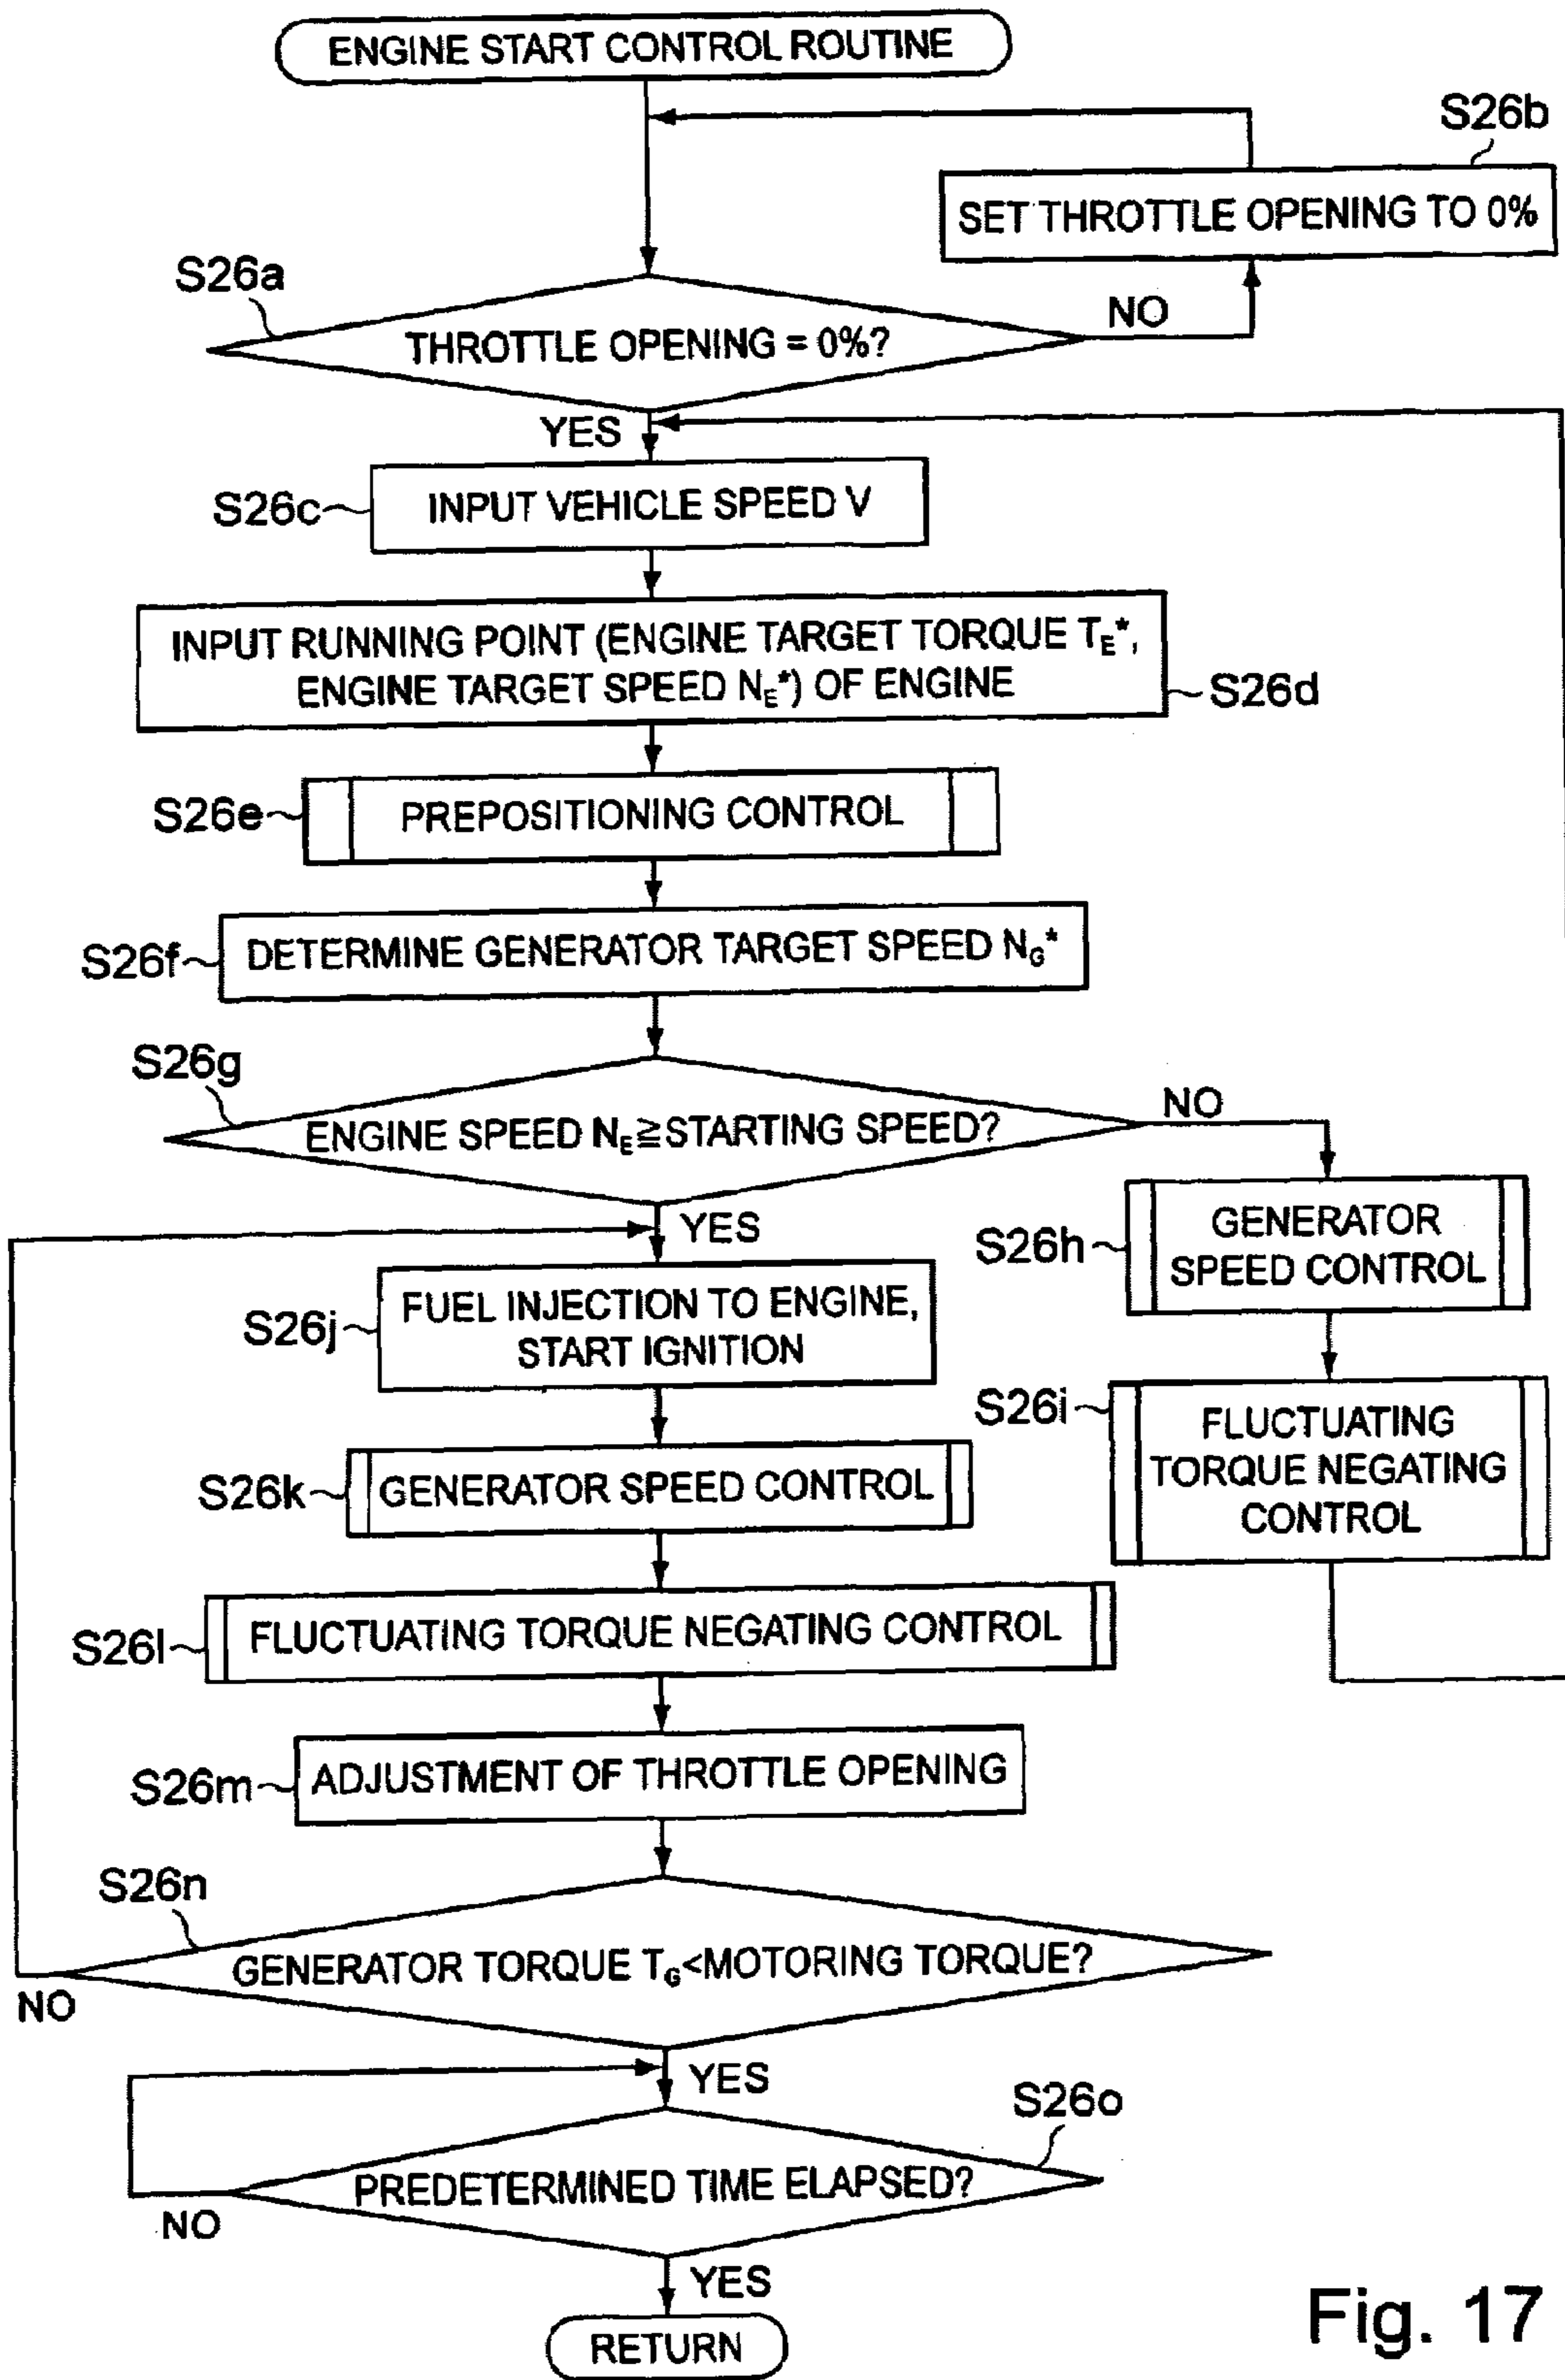 ENGINE START CONTROL ROUTINE
S26b
SET THROTTLE OPENING TO 0%
S26a
THROTTLE OPENING = 0%?
NO
YES
S26c
INPUT VEHICLE SPEED V
INPUT RUNNING POINT (ENGINE TARGET TORQUE TE*,
ENGINE TARGET SPEED NE*) OF ENGINE
S26d
S26e
PREPOSITIONING CONTROL
S26f
DETERMINE GENERATOR TARGET SPEED NG*
S26g
ENGINE SPEED NE≧STARTING SPEED?
NO
YES
S26h
GENERATOR
SPEED CONTROL
S26j
FUEL INJECTION TO ENGINE,
START IGNITION
S26i
FLUCTUATING
TORQUE NEGATING
CONTROL
S26k
GENERATOR SPEED CONTROL
S26l
FLUCTUATING TORQUE NEGATING CONTROL
S26m
ADJUSTMENT OF THROTTLE OPENING
S26n
GENERATOR TORQUE TG<MOTORING TORQUE?
NO
YES
S26o
PREDETERMINED TIME ELAPSED?
NO
YES
RETURN
Fig. 17